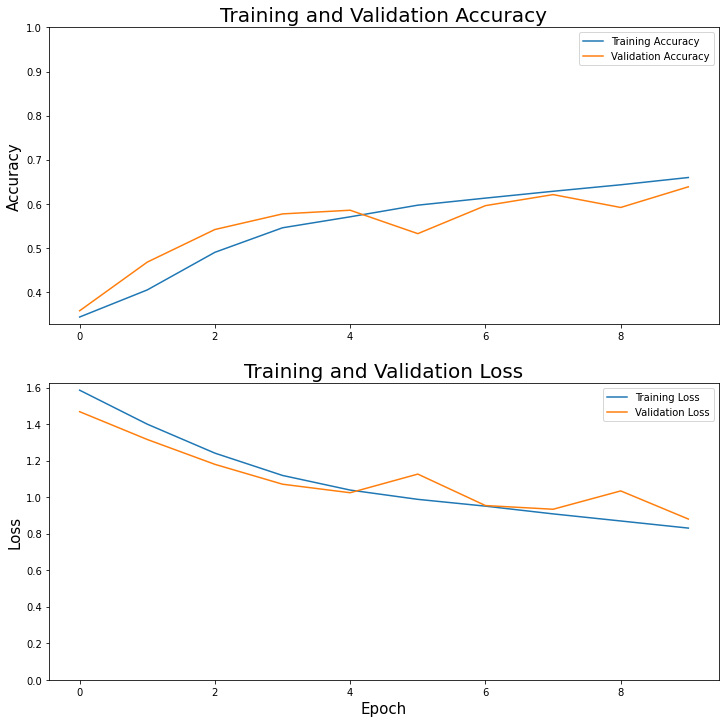 Training and Validation Accuracy
1.0
0.9
0.8
0.7
0.6
0.5
0.4
Accuracy
Training Accuracy
Validation Accuracy
0 2 4 6 8
Training and Validation Loss
1.6
1.4
1.2
1.0
0.8
0.6
0.4
0.2
0.0
Loss
Training Loss
Validation Loss
0 2 4 6 8
Epoch